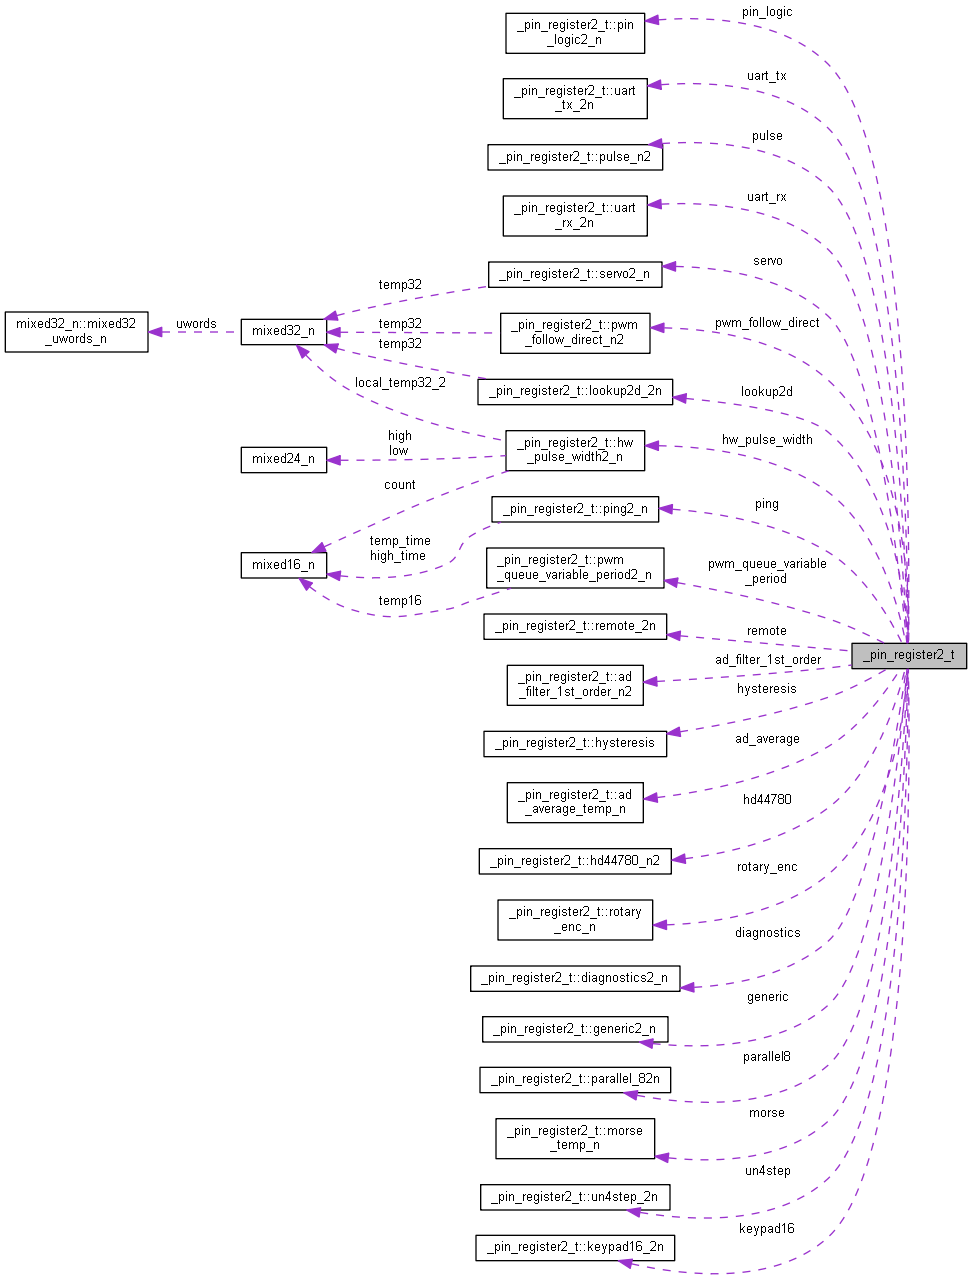 pin_logic
_pin_register2_t::pin
_logic2_n
uart_tx
_pin_register2_t::uart
_tx_2n
pulse
_pin_register2_t::pulse_n2
uart_rx
_pin_register2_t::uart
_rx_2n
servo
_pin_register2_t::servo2_n
temp32
mixed32_n::mixed32
_uwords_n
uwords
mixed32_n
temp32
_pin_register2_t::pwm
_follow_direct_n2
pwm_follow_direct
temp32
_pin_register2_t::lookup2d_2n
lookup2d
local_temp32_2
high
low
mixed24_n
_pin_register2_t::hw
_pulse_width2_n
hw_pulse_width
count
_pin_register2_t::ping2_n
ping
temp_time
high_time
mixed16_n
_pin_register2_t::pwm
_queue_variable_period2_n
pwm_queue_variable
_period
temp16
_pin_register2_t::remote_2n
remote
_pin_register2_t
ad_filter_1st_order
_pin_register2_t::ad
_filter_1st_order_n2
hysteresis
_pin_register2_t::hysteresis
ad_average
_pin_register2_t::ad
_average_temp_n
hd44780
_pin_register2_t::hd44780_n2
rotary_enc
_pin_register2_t::rotary
_enc_n
diagnostics
_pin_register2_t::diagnostics2_n
generic
_pin_register2_t::generic2_n
parallel8
_pin_register2_t::parallel_82n
morse
_pin_register2_t::morse
_temp_n
un4step
_pin_register2_t::un4step_2n
keypad16
_pin_register2_t::keypad16_2n